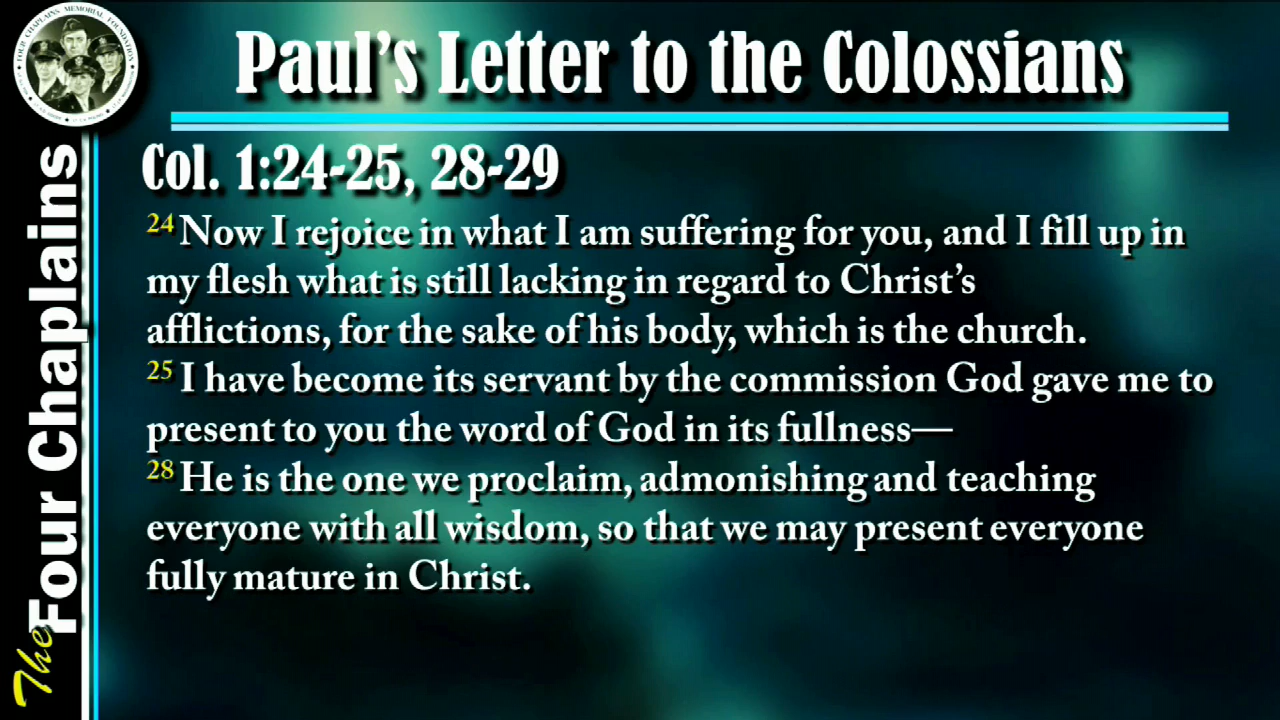 FOUR CHAPLAINS MEMORIAL FOUNDATION
Paul's Letter to the Colossians
The Four Chaplains
Col. 1:24-25, 28-29
24 Now I rejoice in what I am suffering for you, and I fill up in
my flesh what is still lacking in regard to Christ's
afflictions, for the sake of his body, which is the church.
25 I have become its servant by the commission God gave me to
present to you the word of God in its fullness—
28 He is the one we proclaim, admonishing and teaching
everyone with all wisdom, so that we may present everyone
fully mature in Christ.